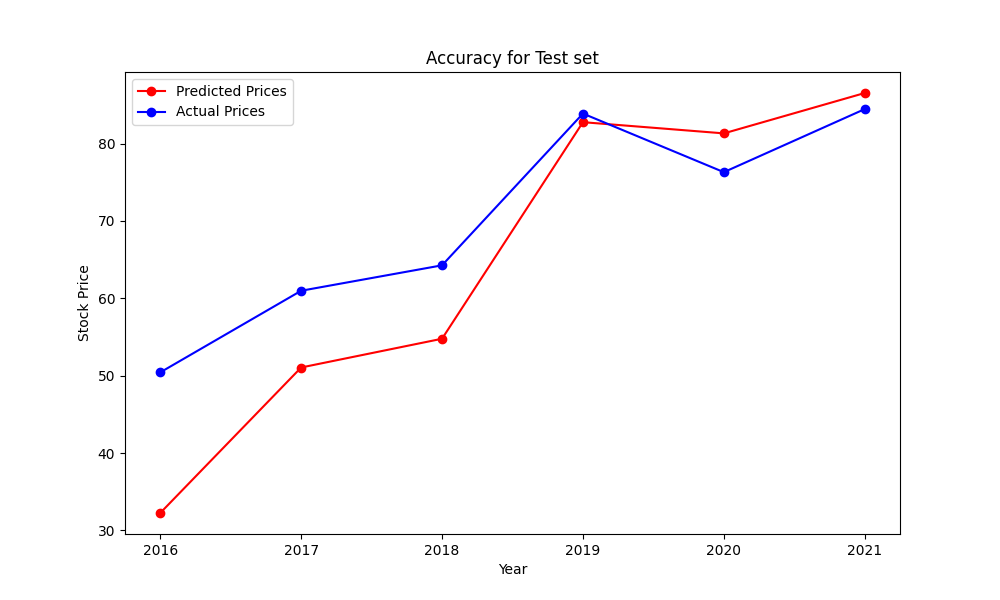 Accuracy for Test set
Predicted Prices
Actual Prices
80
70
60
50
40
30
Stock Price
2016 2017 2018 2019 2020 2021
Year